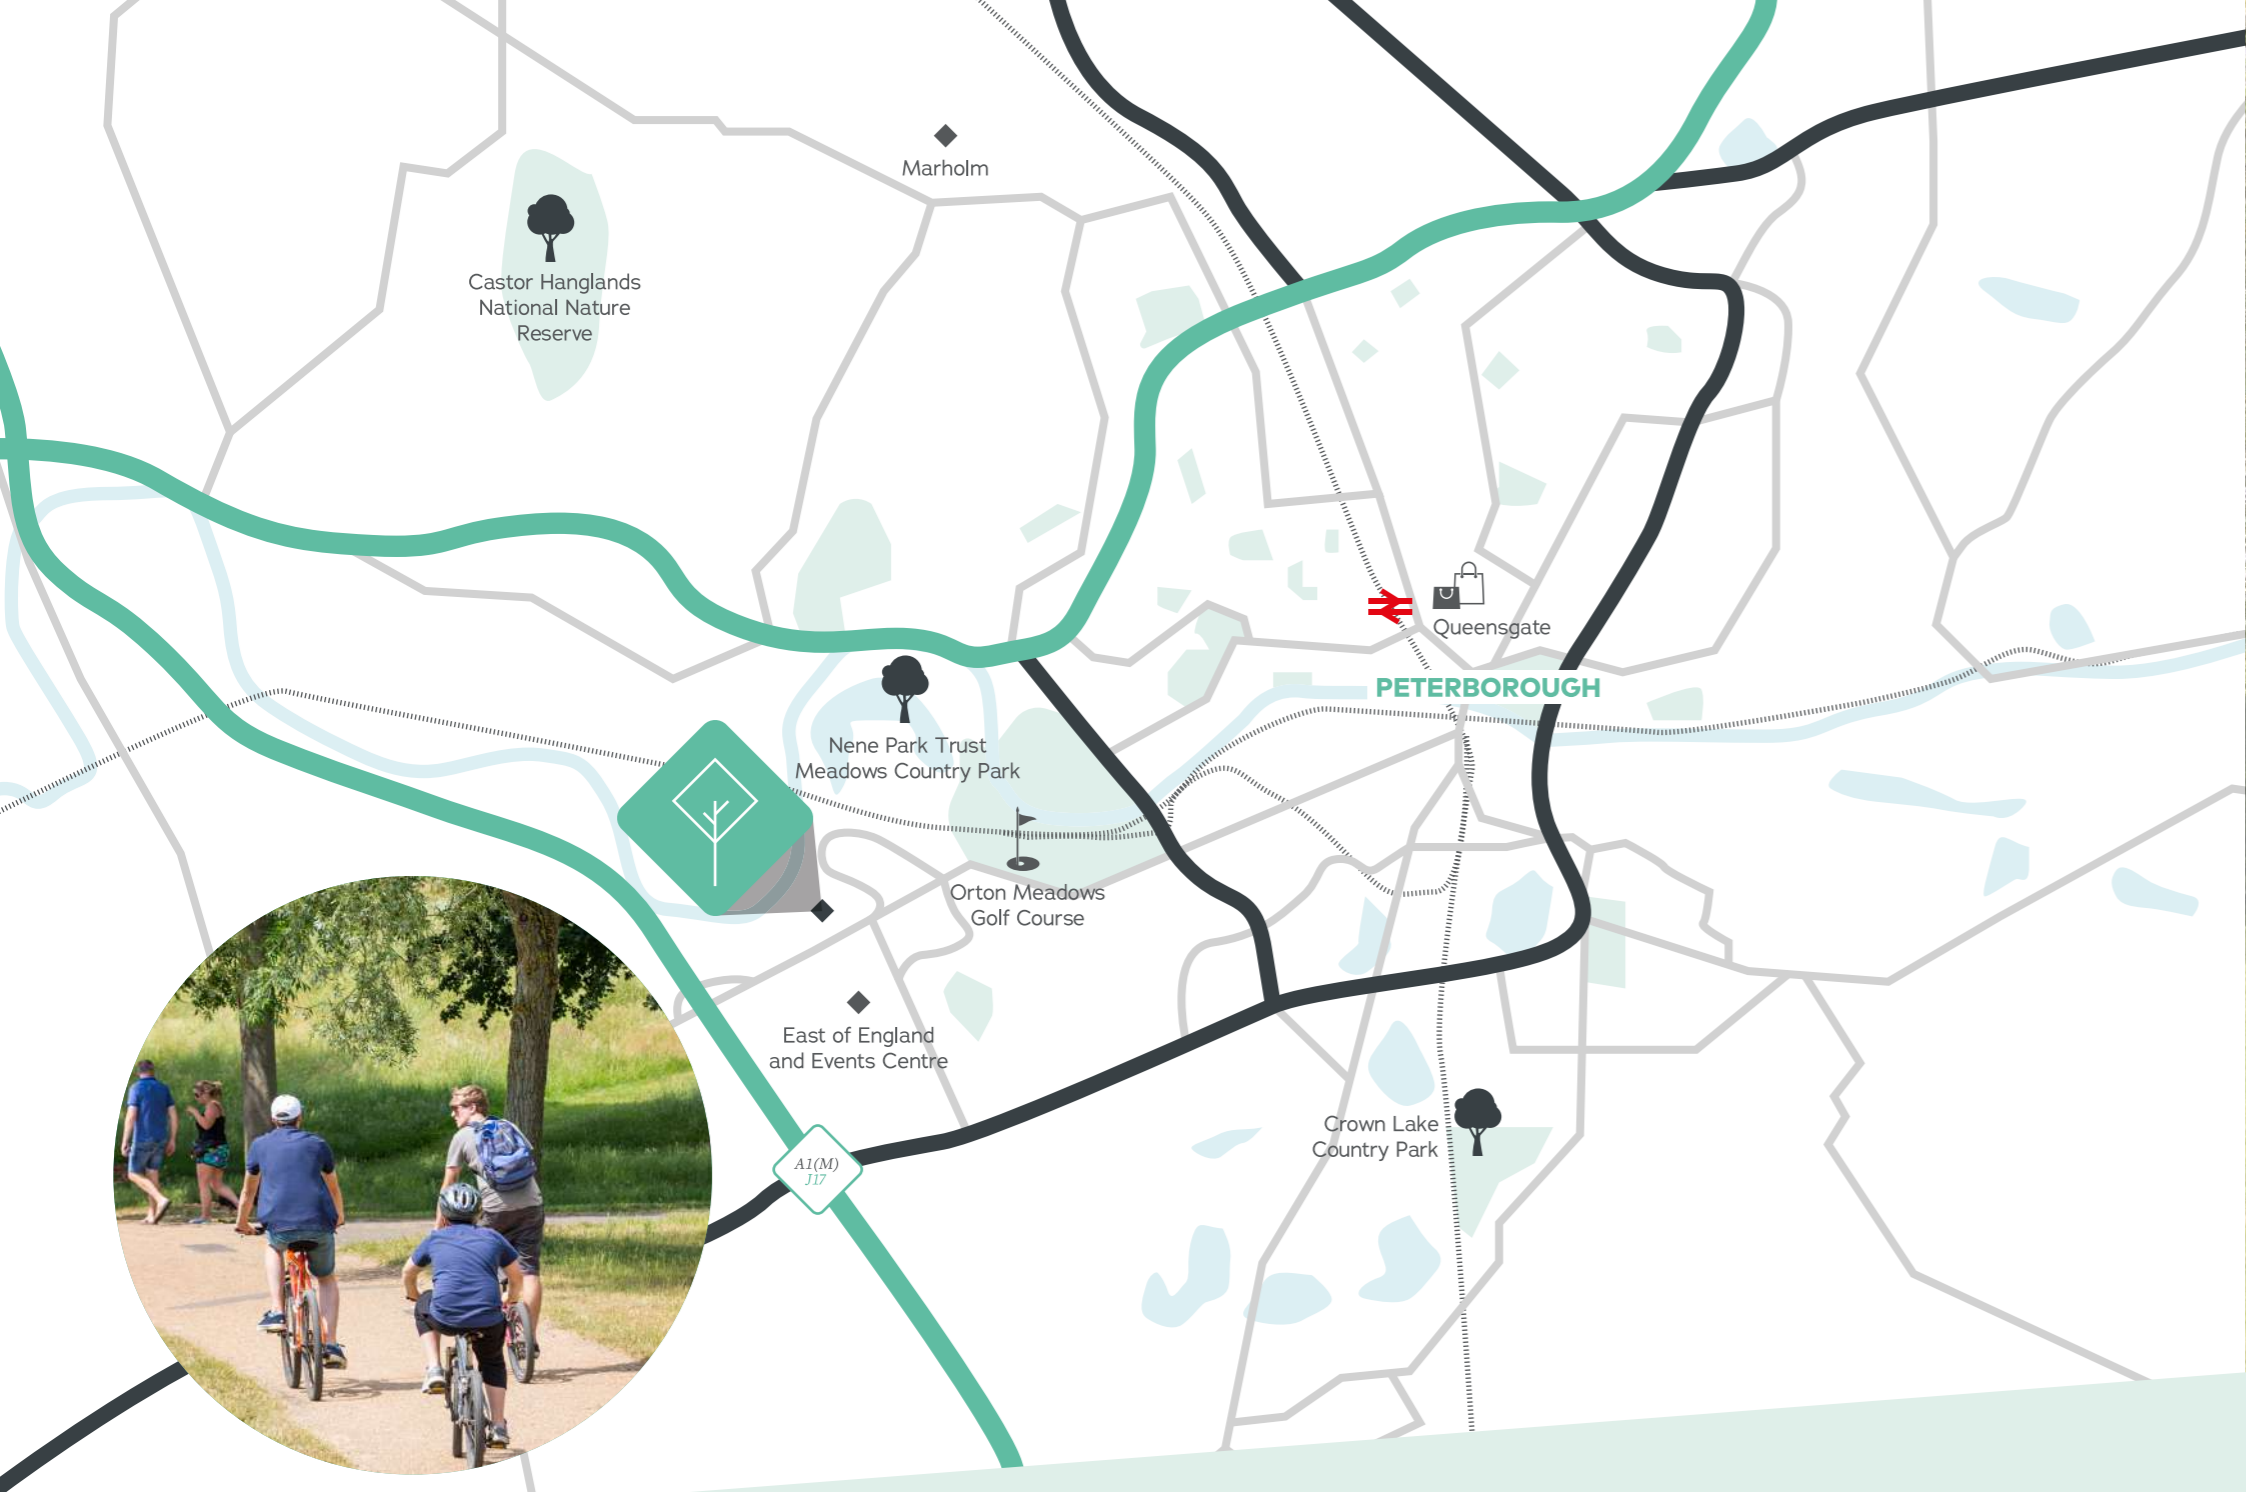 Marholm
Castor Hanglands
National Nature
Reserve
Queensgate
PETERBOROUGH
Nene Park Trust
Meadows Country Park
Orton Meadows
Golf Course
East of England
and Events Centre
Crown Lake
Country Park
A1(M)
J17